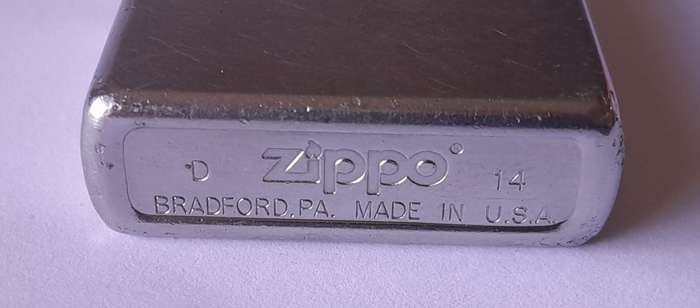 D Zippo® 14
BRADFORD, PA. MADE IN U.S.A.